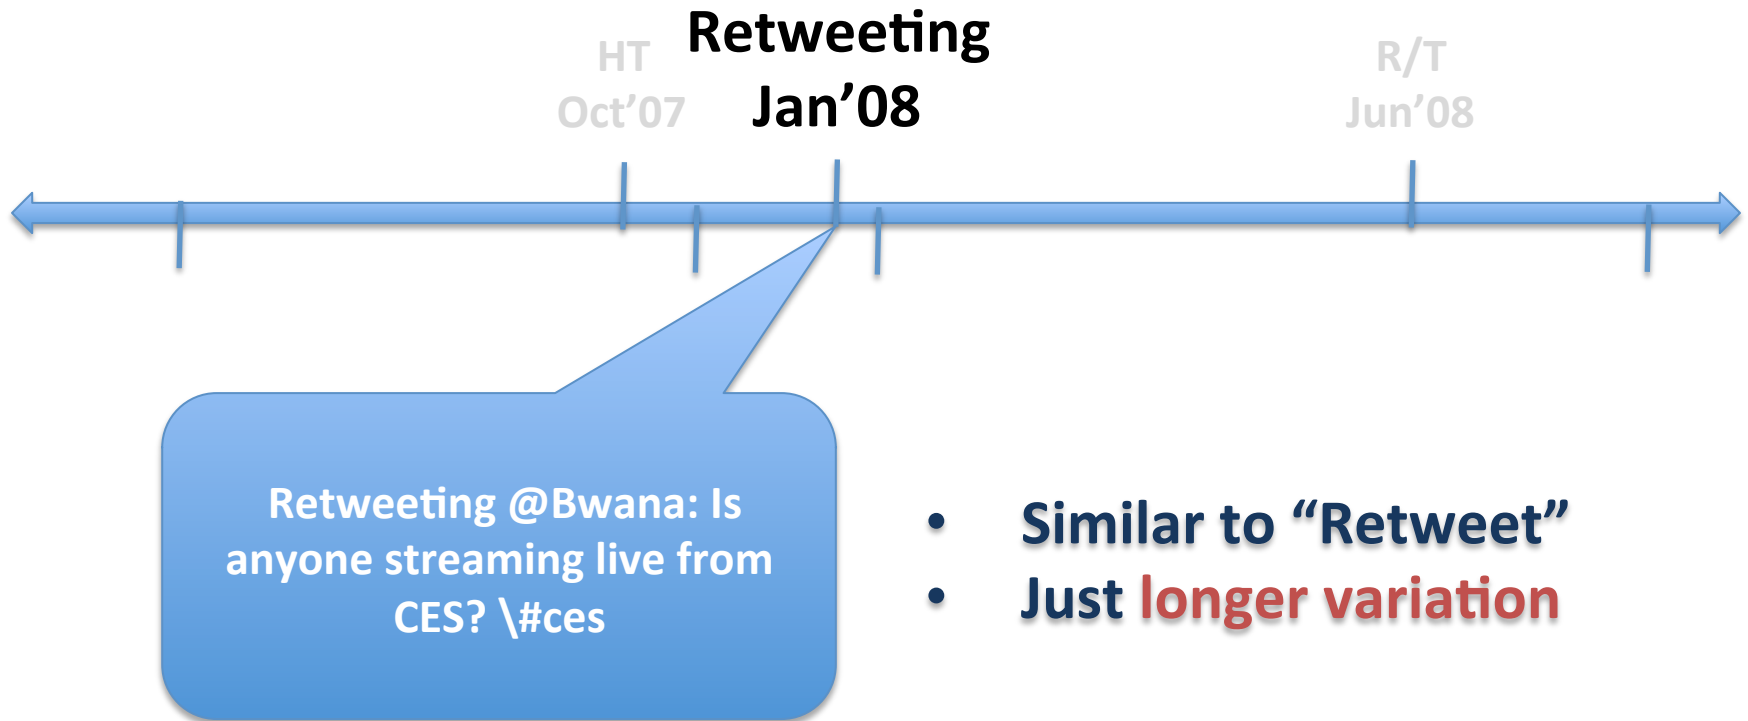 HT
Oct’07
Retweeting
Jan’08
R/T
Jun’08
Retweeting @Bwana: Is
anyone streaming live from
CES? \#ces
• Similar to “Retweet”
• Just longer variation